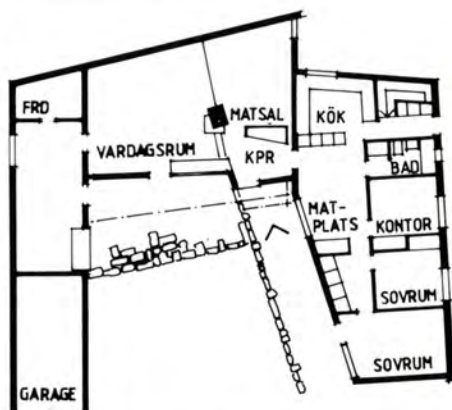 FRD
MATSAL
KÖK
VARDAGSRUM
KPR
BAD
MAT-
PLATS
KONTOR
SOVRUM
SOVRUM
GARAGE